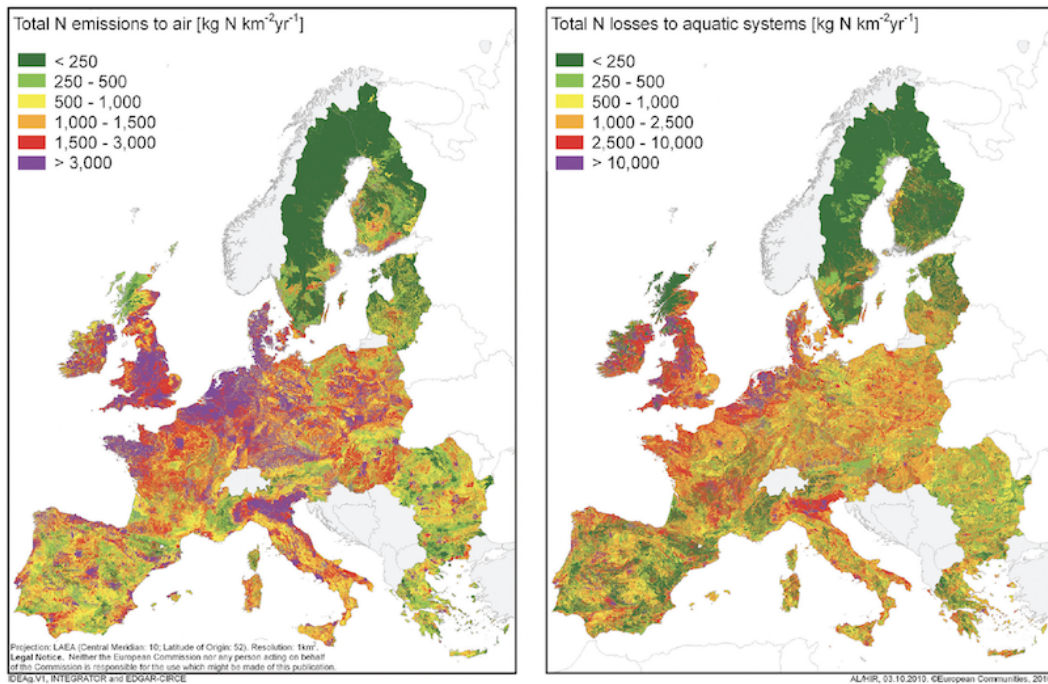 Total N emissions to air [kg N km⁻²yr⁻¹]
< 250
250 - 500
500 - 1,000
1,000 - 1,500
1,500 - 3,000
> 3,000
Projection: LAEA (Central Meridian: 10; Latitude of Origin: 52). Resolution: 1km².
Legal Notice. Neither the European Commission nor any person acting on behalf
of the Commission is responsible for the use which might be made of this publication.
IDEAg.V1, INTEGRATOR and EDGAR-CIRCE
Total N losses to aquatic systems [kg N km⁻²yr⁻¹]
< 250
250 - 500
500 - 1,000
1,000 - 2,500
2,500 - 10,000
> 10,000
AL/HIR, 03.10.2010. ©European Communities, 2010